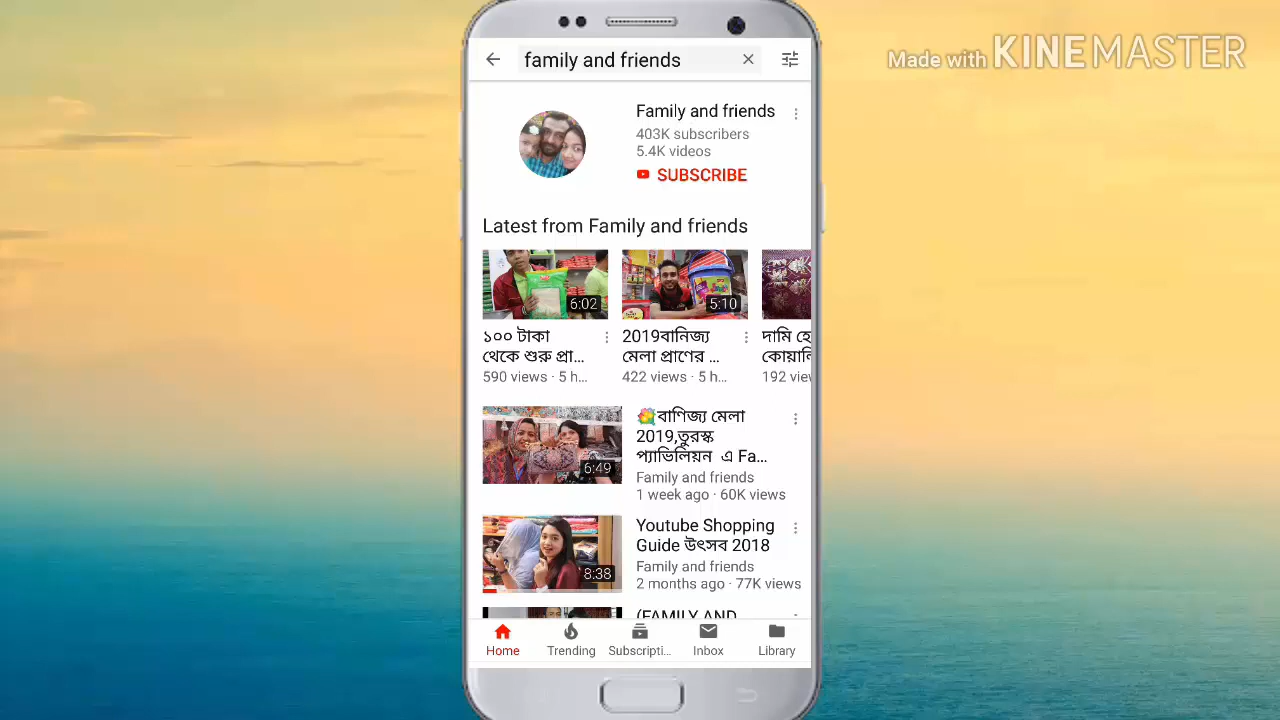 Made with KINEMASTER
family and friends
Family and friends
403K subscribers
5.4K videos
SUBSCRIBE
Latest from Family and friends
6:02
5:10
১০০ টাকা
থেকে শুরু প্রা...
590 views · 5 h...
2019বানিজ্য
মেলা প্রাণের ...
422 views · 5 h...
দামি হে
কোয়ালি
192 vie
6:49
বাণিজ্য মেলা
2019,তুরস্ক
প্যাভিলিয়ন এ Fa...
Family and friends
1 week ago · 60K views
8:38
Youtube Shopping
Guide উৎসব 2018
Family and friends
2 months ago · 77K views
(FAMILY AND
Home
Trending
Subscripti...
Inbox
Library